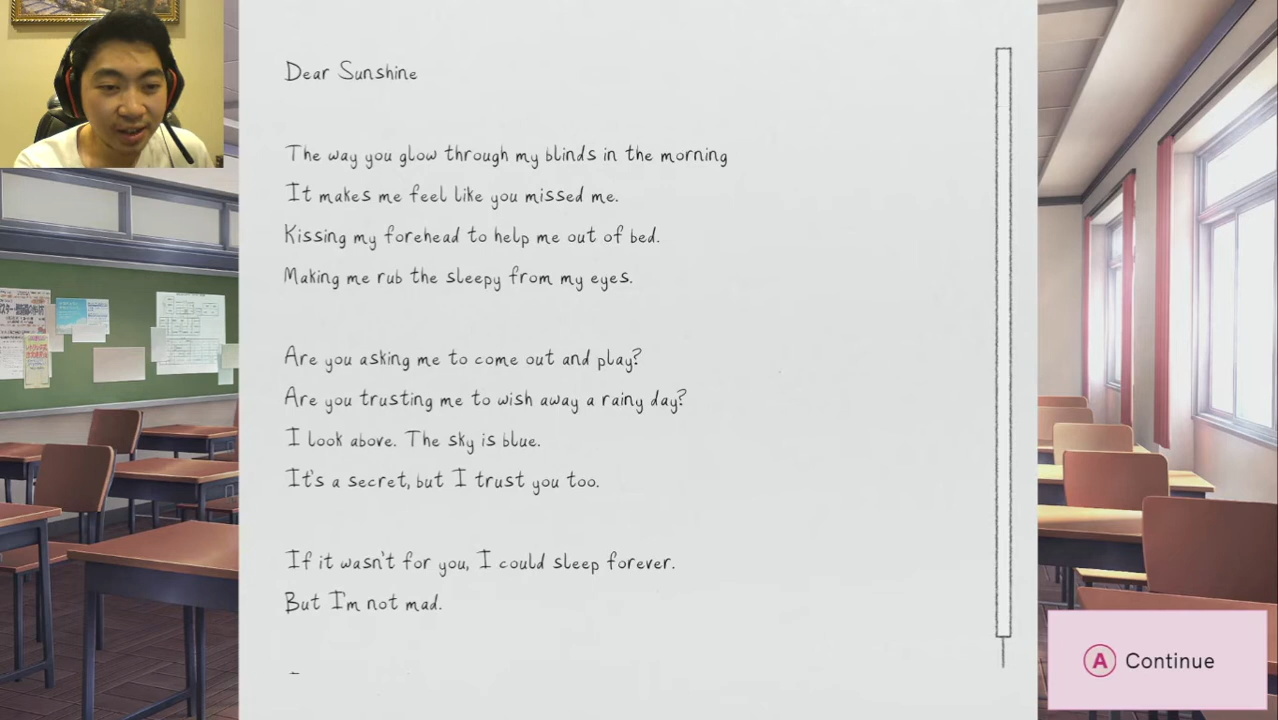 Dear Sunshine
The way you glow through my blinds in the morning
It makes me feel like you missed me.
Kissing my forehead to help me out of bed.
Making me rub the sleepy from my eyes.
Are you asking me to come out and play?
Are you trusting me to wish away a rainy day?
I look above. The sky is blue.
It's a secret, but I trust you too.
If it wasn't for you, I could sleep forever.
But I'm not mad.
A Continue